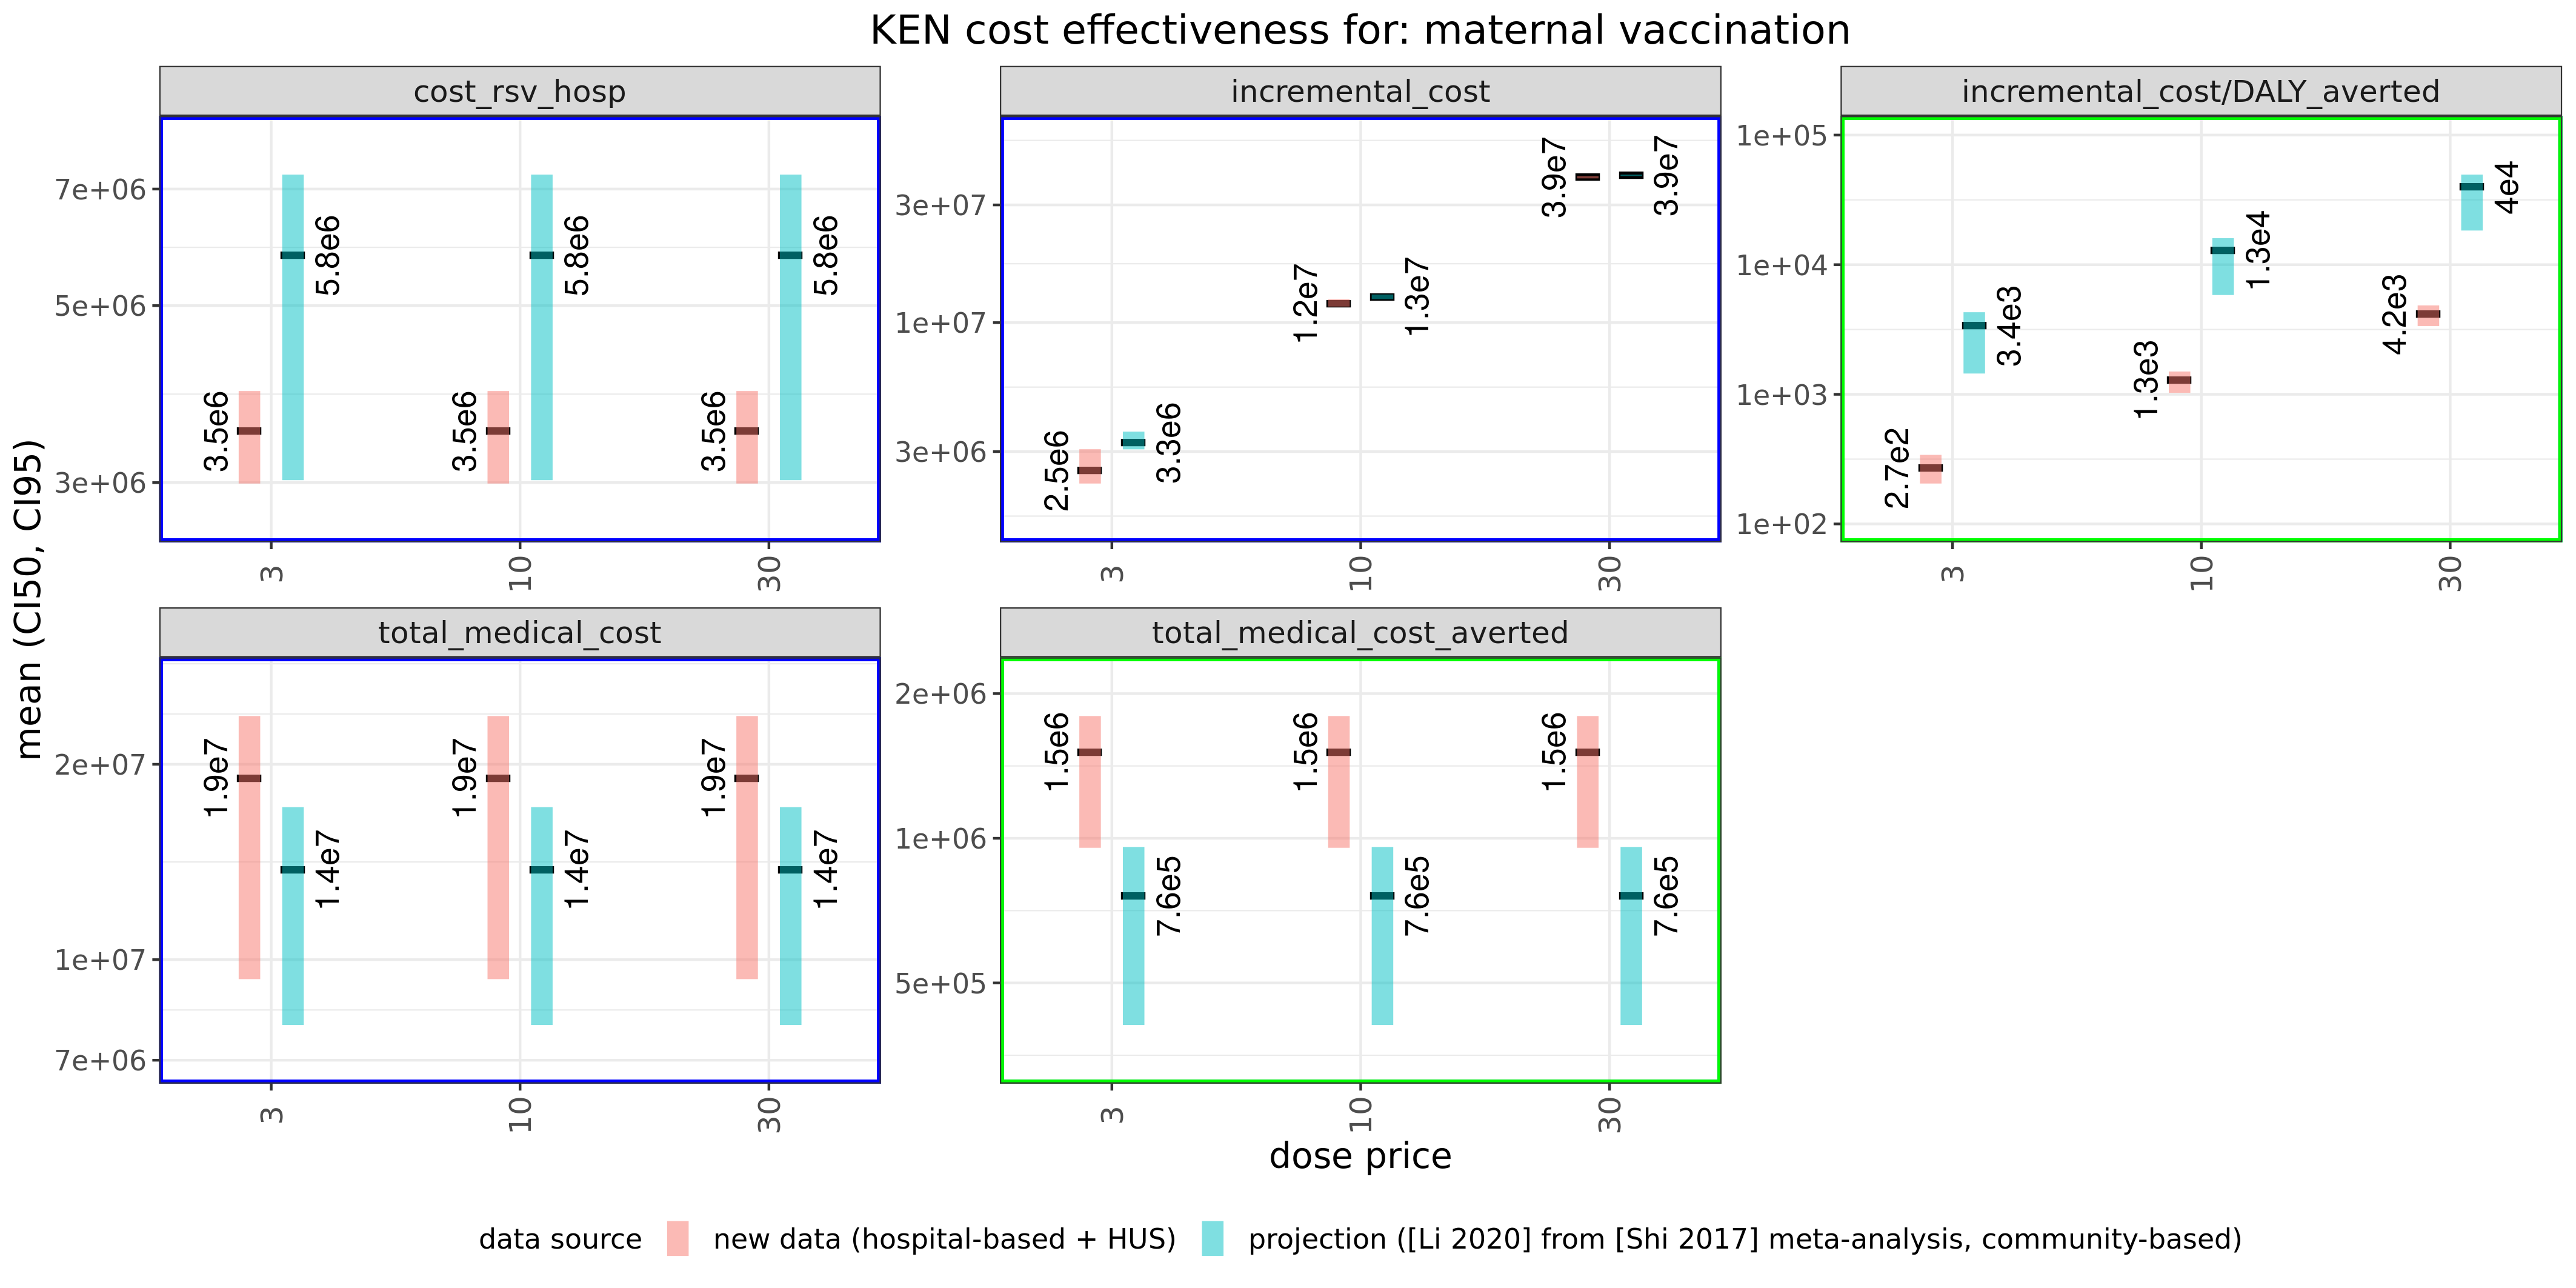 KEN cost effectiveness for: maternal vaccination
mean (CI50, CI95)
cost_rsv_hosp
7e+06
5e+06
3e+06
3.5e6
5.8e6
3.5e6
5.8e6
3.5e6
5.8e6
3
10
30
incremental_cost
3e+07
1e+07
3e+06
2.5e6
3.3e6
1.2e7
1.3e7
3.9e7
3.9e7
3
10
30
incremental_cost/DALY_averted
1e+05
1e+04
1e+03
1e+02
2.7e2
3.4e3
1.3e3
1.3e4
4.2e3
4e4
3
10
30
total_medical_cost
2e+07
1e+07
7e+06
1.9e7
1.4e7
1.9e7
1.4e7
1.9e7
1.4e7
3
10
30
total_medical_cost_averted
2e+06
1e+06
5e+05
1.5e6
7.6e5
1.5e6
7.6e5
1.5e6
7.6e5
3
10
30
dose price
data source new data (hospital-based + HUS) projection ([Li 2020] from [Shi 2017] meta-analysis, community-based)